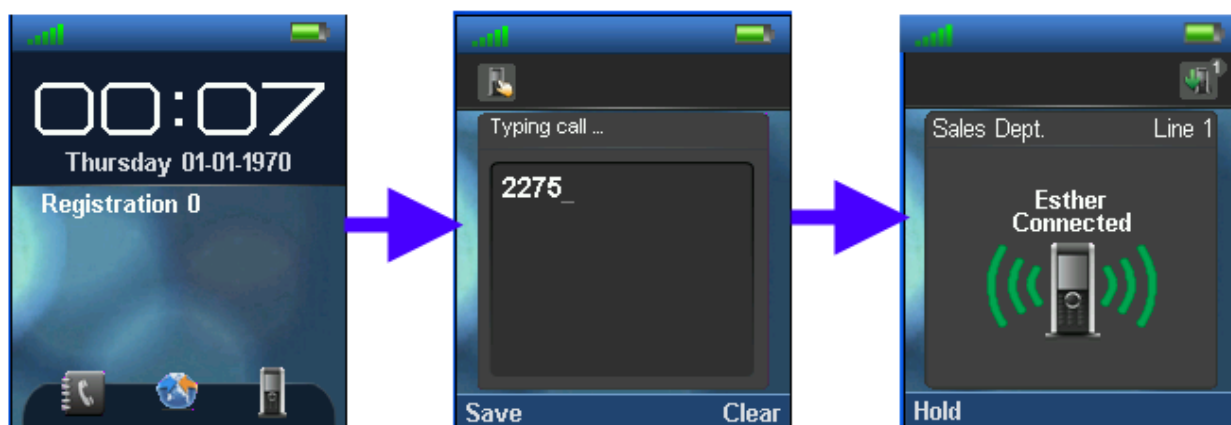 00:07
Thursday 01-01-1970
Registration 0
Typing call ...
2275_
Save Clear
1
Sales Dept. Line 1
Esther
Connected
Hold